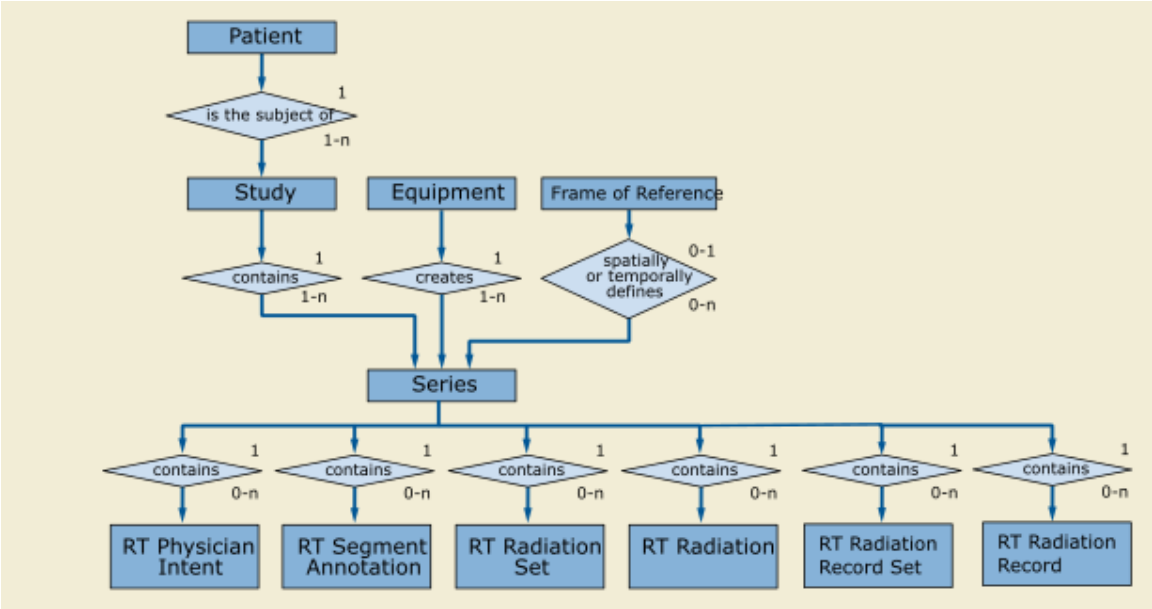 Patient
1
is the subject of
1-n
Study
Equipment
Frame of Reference
1
contains
1-n
1
creates
1-n
0-1
spatially
or temporally
defines
0-n
Series
1
contains
0-n
1
contains
0-n
1
contains
0-n
1
contains
0-n
1
contains
0-n
1
contains
0-n
RT Physician
Intent
RT Segment
Annotation
RT Radiation
Set
RT Radiation
RT Radiation
Record Set
RT Radiation
Record